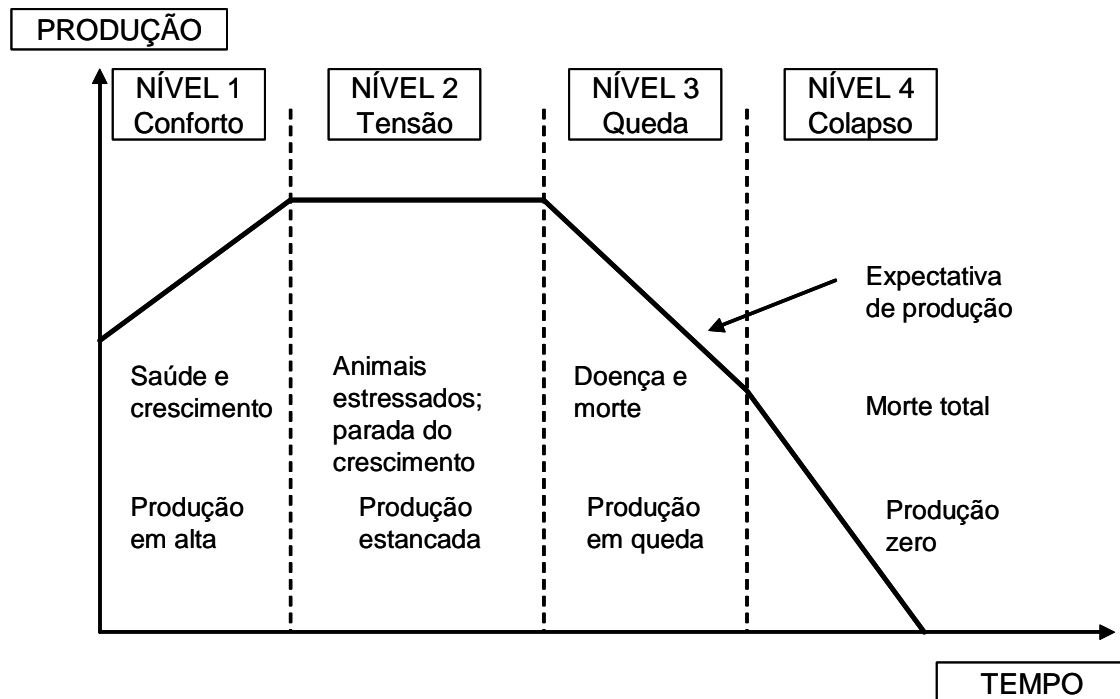 PRODUÇÃO
NÍVEL 1
Conforto
NÍVEL 2
Tensão
NÍVEL 3
Queda
NÍVEL 4
Colapso
Expectativa
de produção
Saúde e
crescimento
Animais
estressados;
parada do
crescimento
Doença e
morte
Morte total
Produção
em alta
Produção
estancada
Produção
em queda
Produção
zero
TEMPO